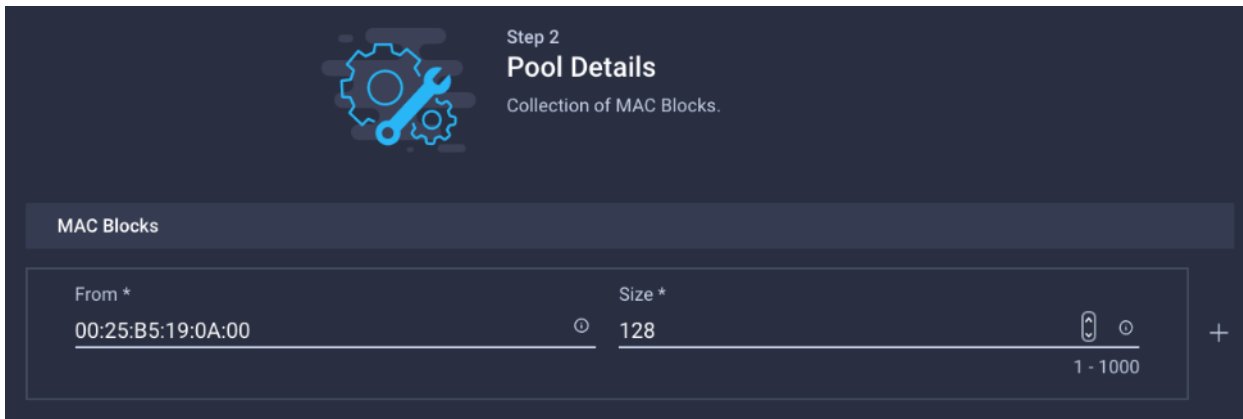 Step 2
Pool Details
Collection of MAC Blocks.
MAC Blocks
From *
Size *
00:25:B5:19:0A:00
128
1 - 1000